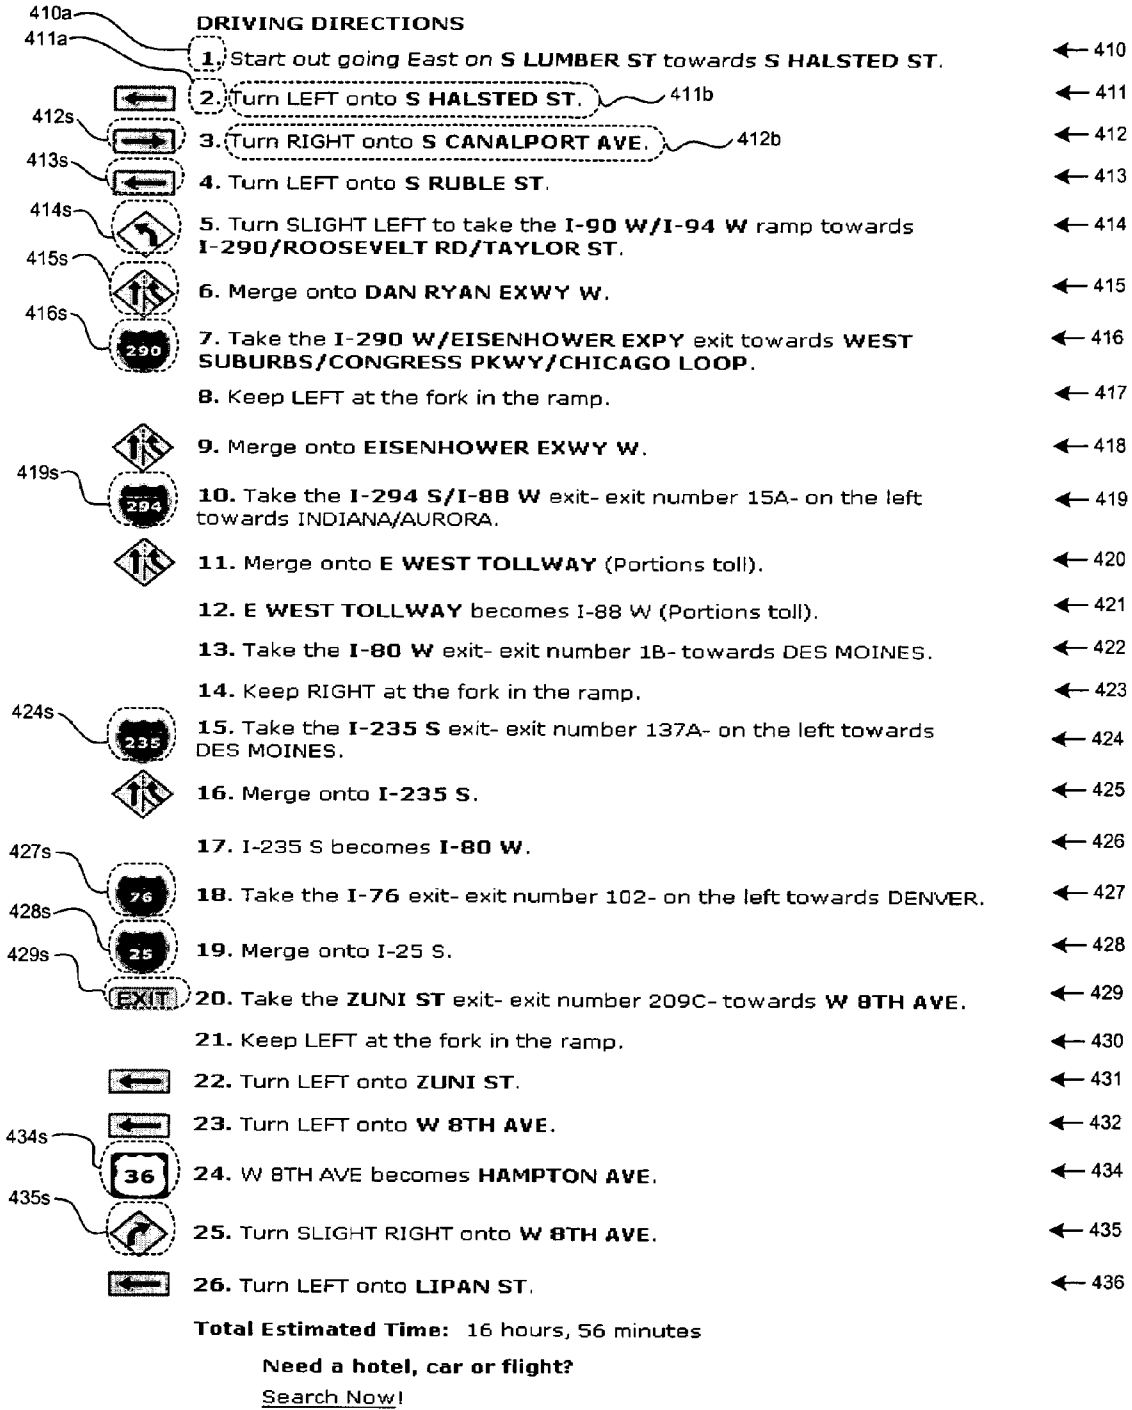 DRIVING DIRECTIONS
410a
411a
1. Start out going East on S LUMBER ST towards S HALSTED ST. 410
2. Turn LEFT onto S HALSTED ST. 411b 411
412s 3. Turn RIGHT onto S CANALPORT AVE. 412b 412
413s 4. Turn LEFT onto S RUBLE ST. 413
414s 5. Turn SLIGHT LEFT to take the I-90 W/I-94 W ramp towards 414
I-290/ROOSEVELT RD/TAYLOR ST.
415s 6. Merge onto DAN RYAN EXWY W. 415
416s 290 7. Take the I-290 W/EISENHOWER EXPY exit towards WEST 416
SUBURBS/CONGRESS PKWY/CHICAGO LOOP.
8. Keep LEFT at the fork in the ramp. 417
9. Merge onto EISENHOWER EXWY W. 418
419s 294 10. Take the I-294 S/I-88 W exit- exit number 15A- on the left 419
towards INDIANA/AURORA.
11. Merge onto E WEST TOLLWAY (Portions toll). 420
12. E WEST TOLLWAY becomes I-88 W (Portions toll). 421
13. Take the I-80 W exit- exit number 1B- towards DES MOINES. 422
14. Keep RIGHT at the fork in the ramp. 423
424s 235 15. Take the I-235 S exit- exit number 137A- on the left towards 424
DES MOINES.
16. Merge onto I-235 S. 425
17. I-235 S becomes I-80 W. 426
427s 76 18. Take the I-76 exit- exit number 102- on the left towards DENVER. 427
428s 25 19. Merge onto I-25 S. 428
429s EXIT 20. Take the ZUNI ST exit- exit number 209C- towards W 8TH AVE. 429
21. Keep LEFT at the fork in the ramp. 430
22. Turn LEFT onto ZUNI ST. 431
23. Turn LEFT onto W 8TH AVE. 432
434s 36 24. W 8TH AVE becomes HAMPTON AVE. 434
435s 25. Turn SLIGHT RIGHT onto W 8TH AVE. 435
26. Turn LEFT onto LIPAN ST. 436
Total Estimated Time: 16 hours, 56 minutes
Need a hotel, car or flight?
Search Now!